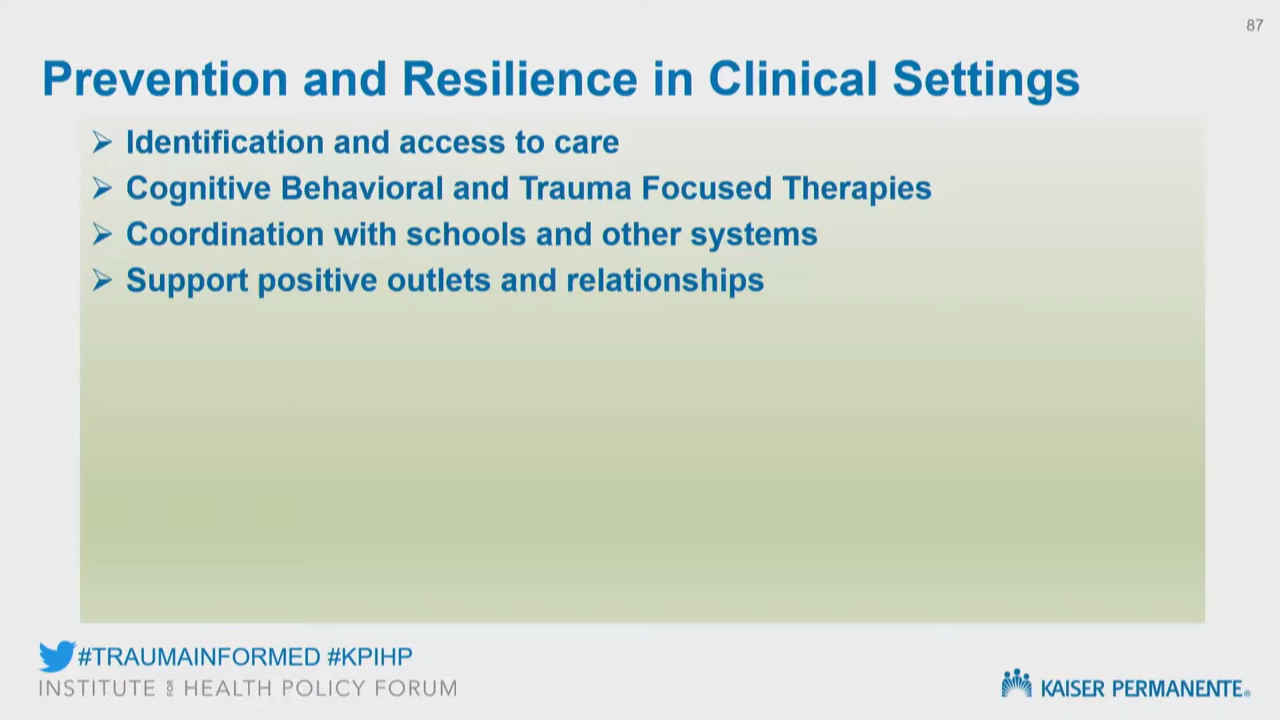 87
Prevention and Resilience in Clinical Settings
➢ Identification and access to care
➢ Cognitive Behavioral and Trauma Focused Therapies
➢ Coordination with schools and other systems
➢ Support positive outlets and relationships
#TRAUMAINFORMED #KPIHP
INSTITUTE FOR HEALTH POLICY FORUM
KAISER PERMANENTE®